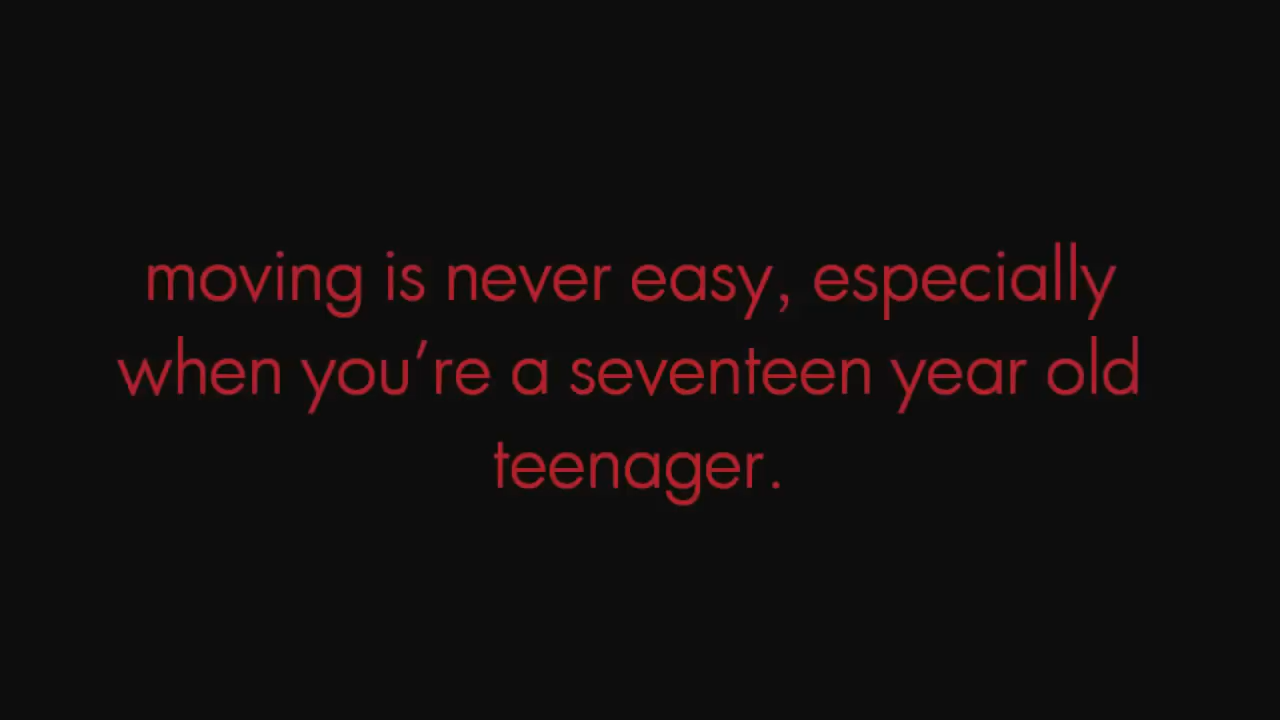 moving is never easy, especially
when you’re a seventeen year old
teenager.